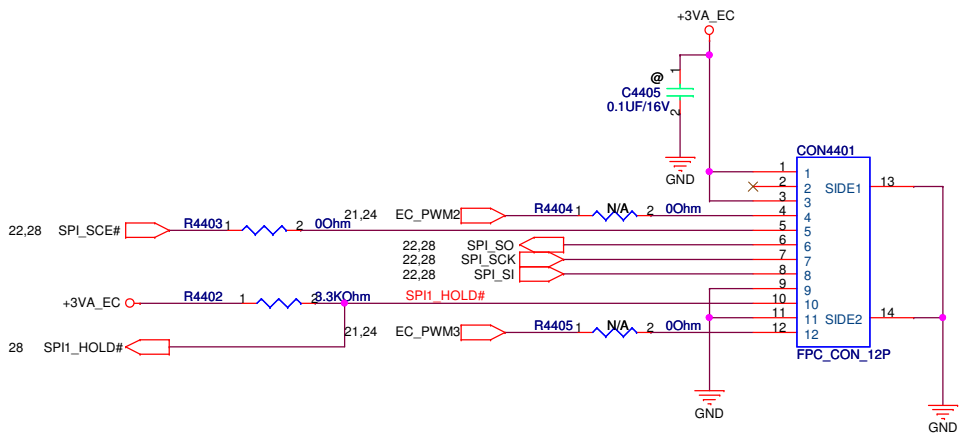 +3VA_EC
@
1
C4405
0.1UF/16V
2
GND
CON4401
1 1
2 2 SIDE1 13
3 3
21,24 EC_PWM2 R4404 N/A 2 0Ohm 4 4
22,28 SPI_SCE# R4403 1 2 0Ohm 5 5
22,28 SPI_SO 6 6
22,28 SPI_SCK 7 7
22,28 SPI_SI 8 8
9 9
+3VA_EC R4402 1 2 3.3KOhm SPI1_HOLD# 10 10
11 11 SIDE2 14
21,24 EC_PWM3 R4405 1 N/A 2 0Ohm 12 12
28 SPI1_HOLD#
FPC_CON_12P
GND
GND